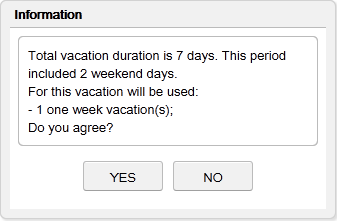 Information
Total vacation duration is 7 days. This period
included 2 weekend days.
For this vacation will be used:
- 1 one week vacation(s);
Do you agree?
YES NO